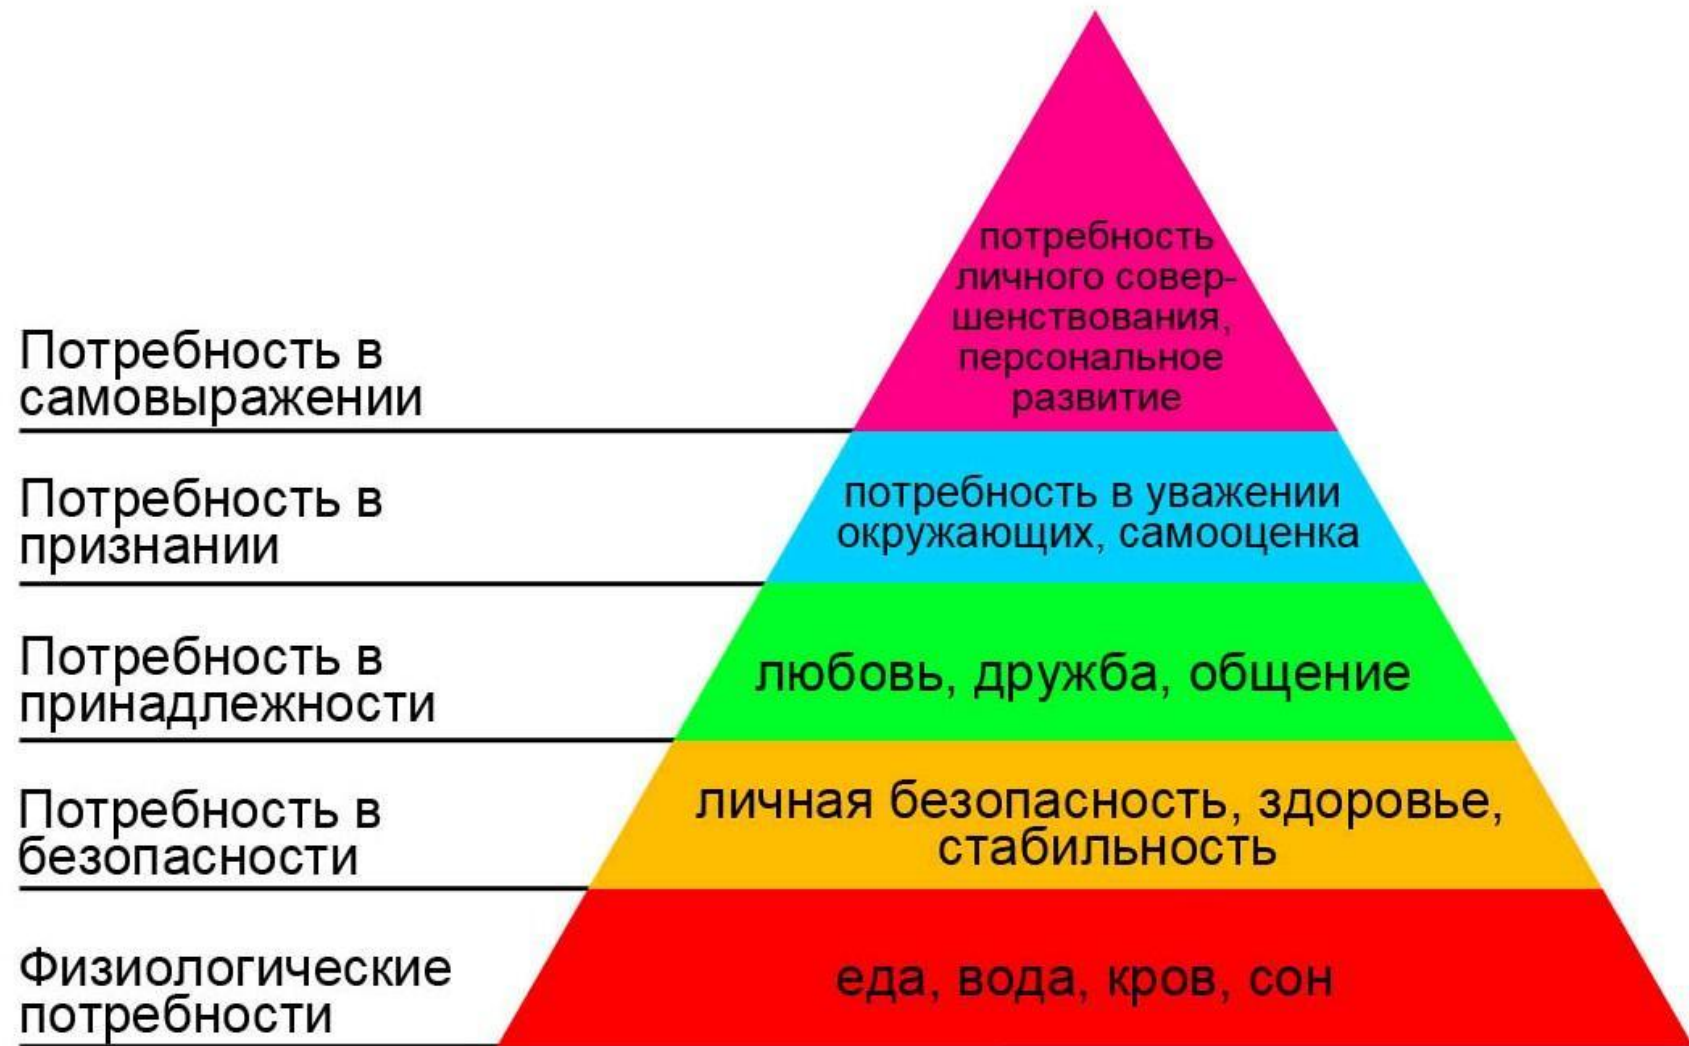 потребность
личного совер-
шенствования,
персональное
развитие
Потребность в
самовыражении
потребность в уважении
окружающих, самооценка
Потребность в
признании
любовь, дружба, общение
Потребность в
принадлежности
личная безопасность, здоровье,
стабильность
Потребность в
безопасности
еда, вода, кров, сон
Физиологические
потребности